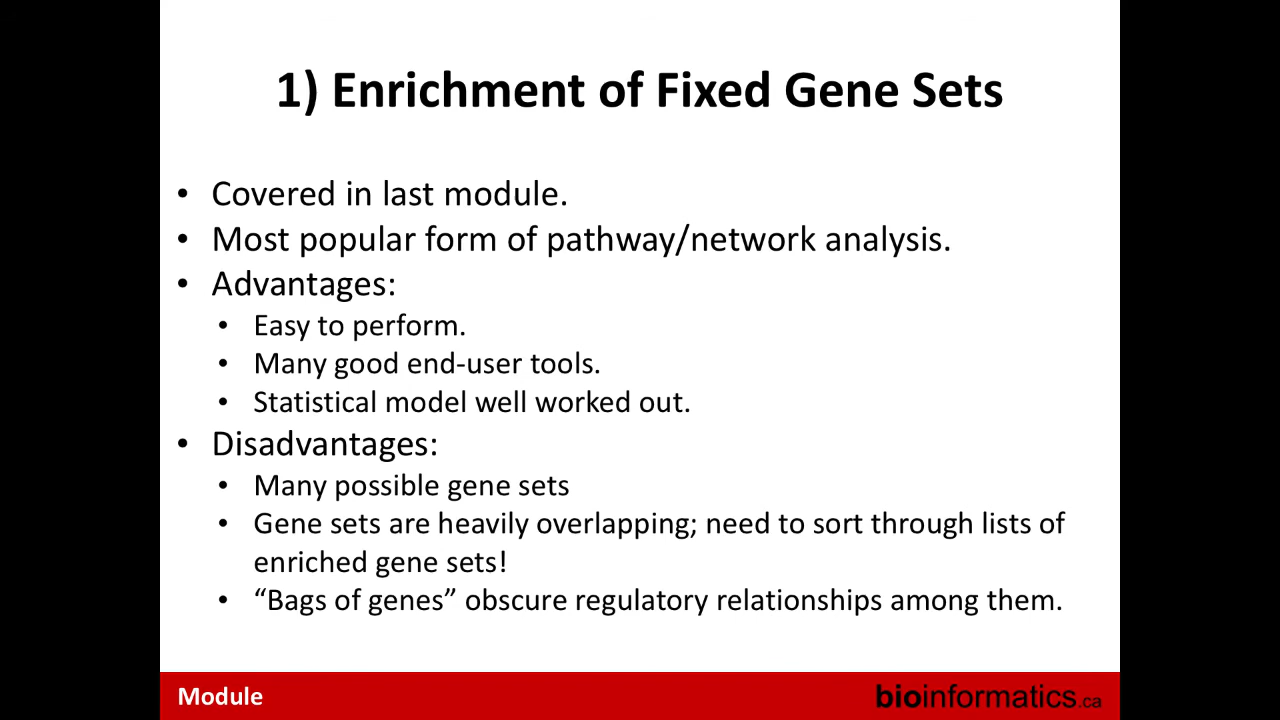 1) Enrichment of Fixed Gene Sets
• Covered in last module.
• Most popular form of pathway/network analysis.
• Advantages:
• Easy to perform.
• Many good end-user tools.
• Statistical model well worked out.
• Disadvantages:
• Many possible gene sets
• Gene sets are heavily overlapping; need to sort through lists of
enriched gene sets!
• “Bags of genes” obscure regulatory relationships among them.
Module
bioinformatics.ca